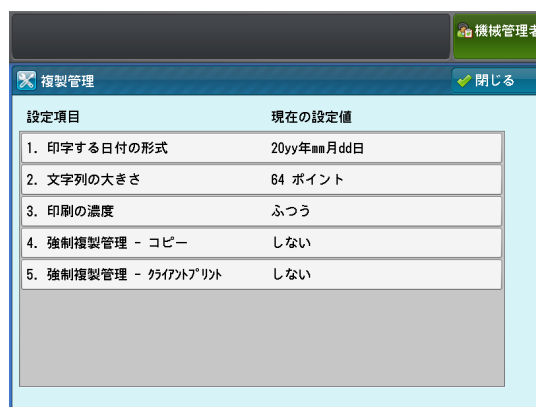 機械管理者
複製管理
閉じる
設定項目 現在の設定値
1. 印字する日付の形式 20yy年mm月dd日
2. 文字列の大きさ 64 ポイント
3. 印刷の濃度 ふつう
4. 強制複製管理 - コピー しない
5. 強制複製管理 - ｸﾗｲｱﾝﾄﾌﾟﾘﾝﾄ しない